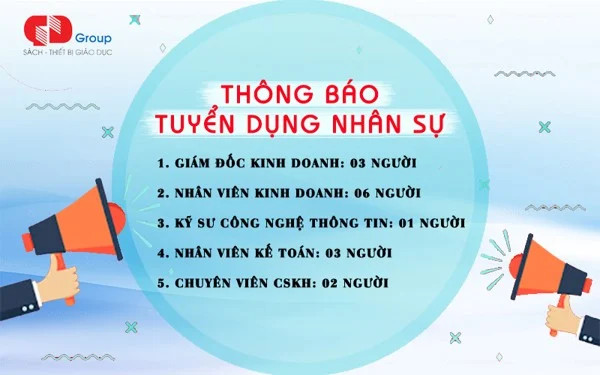 Group
SÁCH - THIẾT BỊ GIÁO DỤC
THÔNG BÁO
TUYỂN DỤNG NHÂN SỰ
1. GIÁM ĐỐC KINH DOANH: 03 NGƯỜI
2. NHÂN VIÊN KINH DOANH: 06 NGƯỜI
3. KỸ SƯ CÔNG NGHỆ THÔNG TIN: 01 NGƯỜI
4. NHÂN VIÊN KẾ TOÁN: 03 NGƯỜI
5. CHUYÊN VIÊN CSKH: 02 NGƯỜI